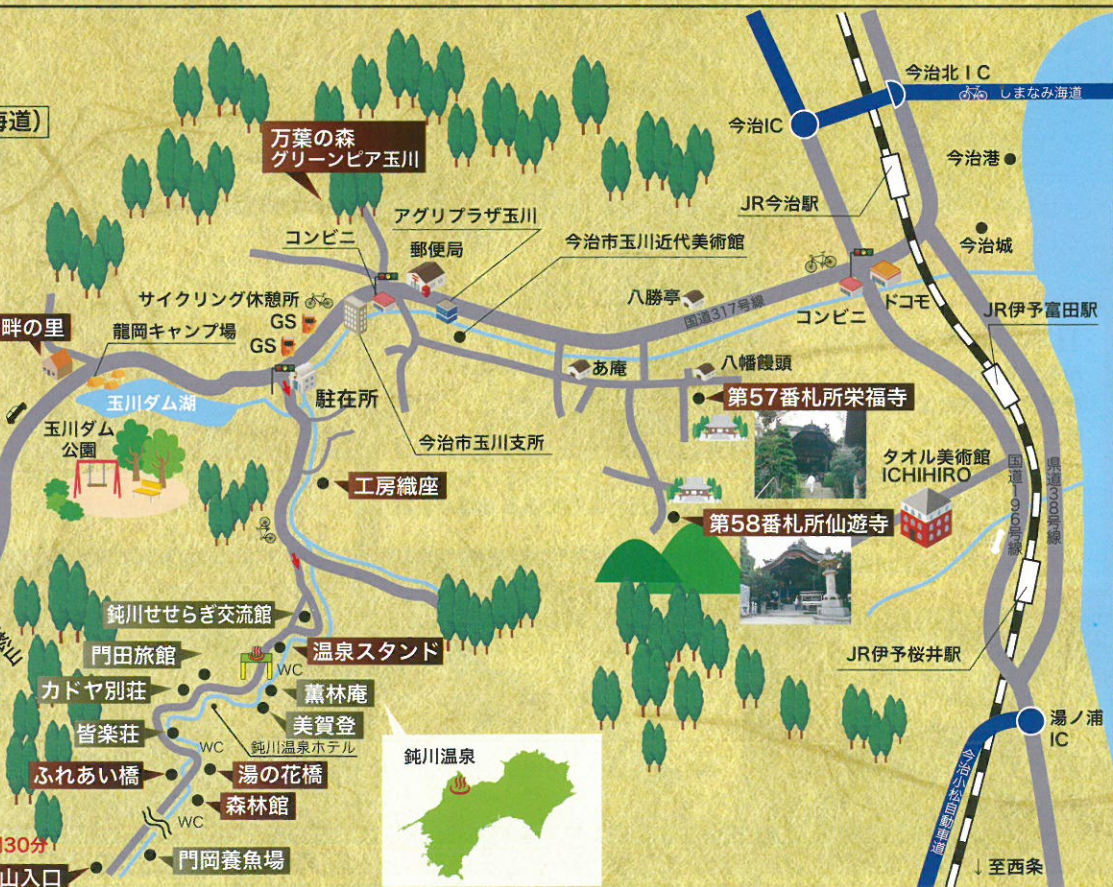 海道)
今治北IC
しまなみ海道
今治IC
万葉の森
グリーンピア玉川
今治港
JR今治駅
アグリプラザ玉川
コンビニ
郵便局
今治市玉川近代美術館
今治城
サイクリング休憩所
GS
GS
八勝亭
国道317号線
コンビニ
ドコモ
JR伊予富田駅
畔の里
龍岡キャンプ場
あ庵
八幡饅頭
玉川ダム湖
駐在所
第57番札所栄福寺
玉川ダム
公園
今治市玉川支所
タオル美術館
ICHIHIRO
国道196号線
県道38号線
工房織座
第58番札所仙遊寺
鈍川せせらぎ交流館
門田旅館
温泉スタンド
WC
JR伊予桜井駅
カドヤ別荘
薫林庵
美賀登
皆楽荘
WC
鈍川温泉ホテル
湯ノ浦
IC
ふれあい橋
湯の花橋
鈍川温泉
森林館
WC
今治小松自動車道
30分
門岡養魚場
山入口
↓至西条